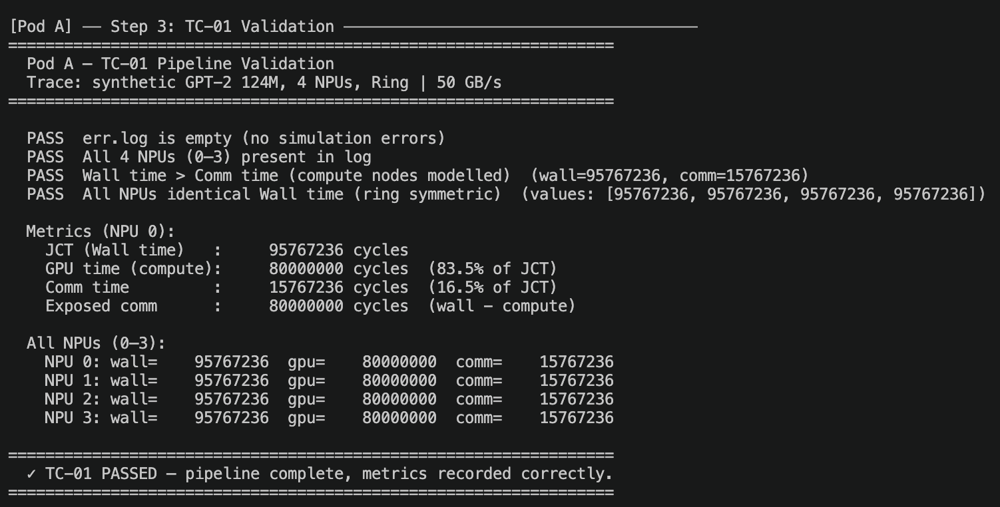 [Pod A] —— Step 3: TC-01 Validation ——————————————————————————————————————
=================================================================
Pod A — TC-01 Pipeline Validation
Trace: synthetic GPT-2 124M, 4 NPUs, Ring | 50 GB/s
=================================================================
PASS  err.log is empty (no simulation errors)
PASS  All 4 NPUs (0–3) present in log
PASS  Wall time > Comm time (compute nodes modelled)  (wall=95767236, comm=15767236)
PASS  All NPUs identical Wall time (ring symmetric)  (values: [95767236, 95767236, 95767236, 95767236])
Metrics (NPU 0):
JCT (Wall time)   :     95767236 cycles
GPU time (compute):     80000000 cycles  (83.5% of JCT)
Comm time         :     15767236 cycles  (16.5% of JCT)
Exposed comm      :     80000000 cycles  (wall – compute)
All NPUs (0–3):
NPU 0: wall=    95767236  gpu=    80000000  comm=    15767236
NPU 1: wall=    95767236  gpu=    80000000  comm=    15767236
NPU 2: wall=    95767236  gpu=    80000000  comm=    15767236
NPU 3: wall=    95767236  gpu=    80000000  comm=    15767236
=================================================================
✓ TC-01 PASSED — pipeline complete, metrics recorded correctly.
=================================================================